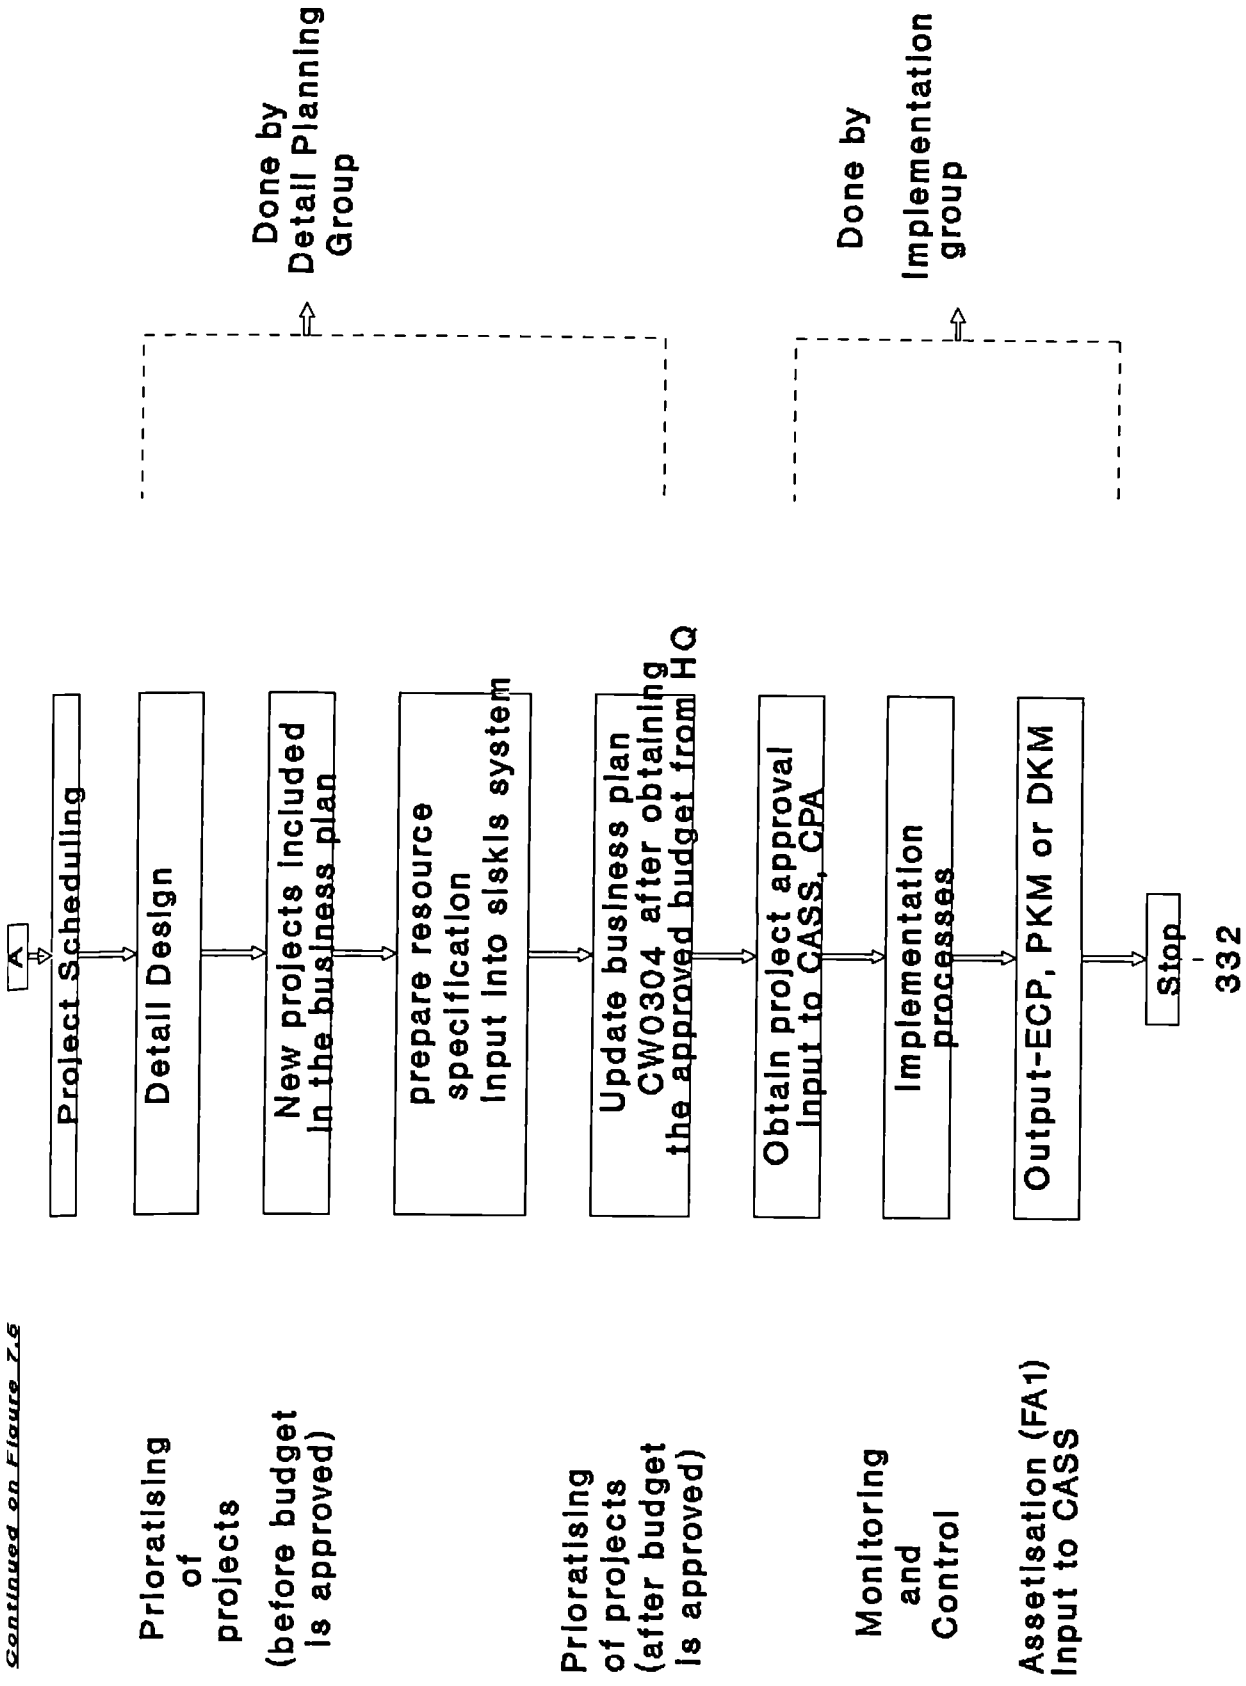 Continued on Figure 7.6
A
Project Scheduling
Detail Design
New projects included
in the business plan
prepare resource
specification
Input into siskis system
Update business plan
CW0304 after obtaining
the approved budget from HQ
Obtain project approval
Input to CASS, CPA
Implementation
processes
Output-ECP, PKM or DKM
Stop
Prioratising
of
projects
(before budget
is approved)
Prioratising
of projects
(after budget
is approved)
Monitoring
and
Control
Assetisation (FA1)
Input to CASS
Done by
Detail Planning
Group
Done by
Implementation
group
332